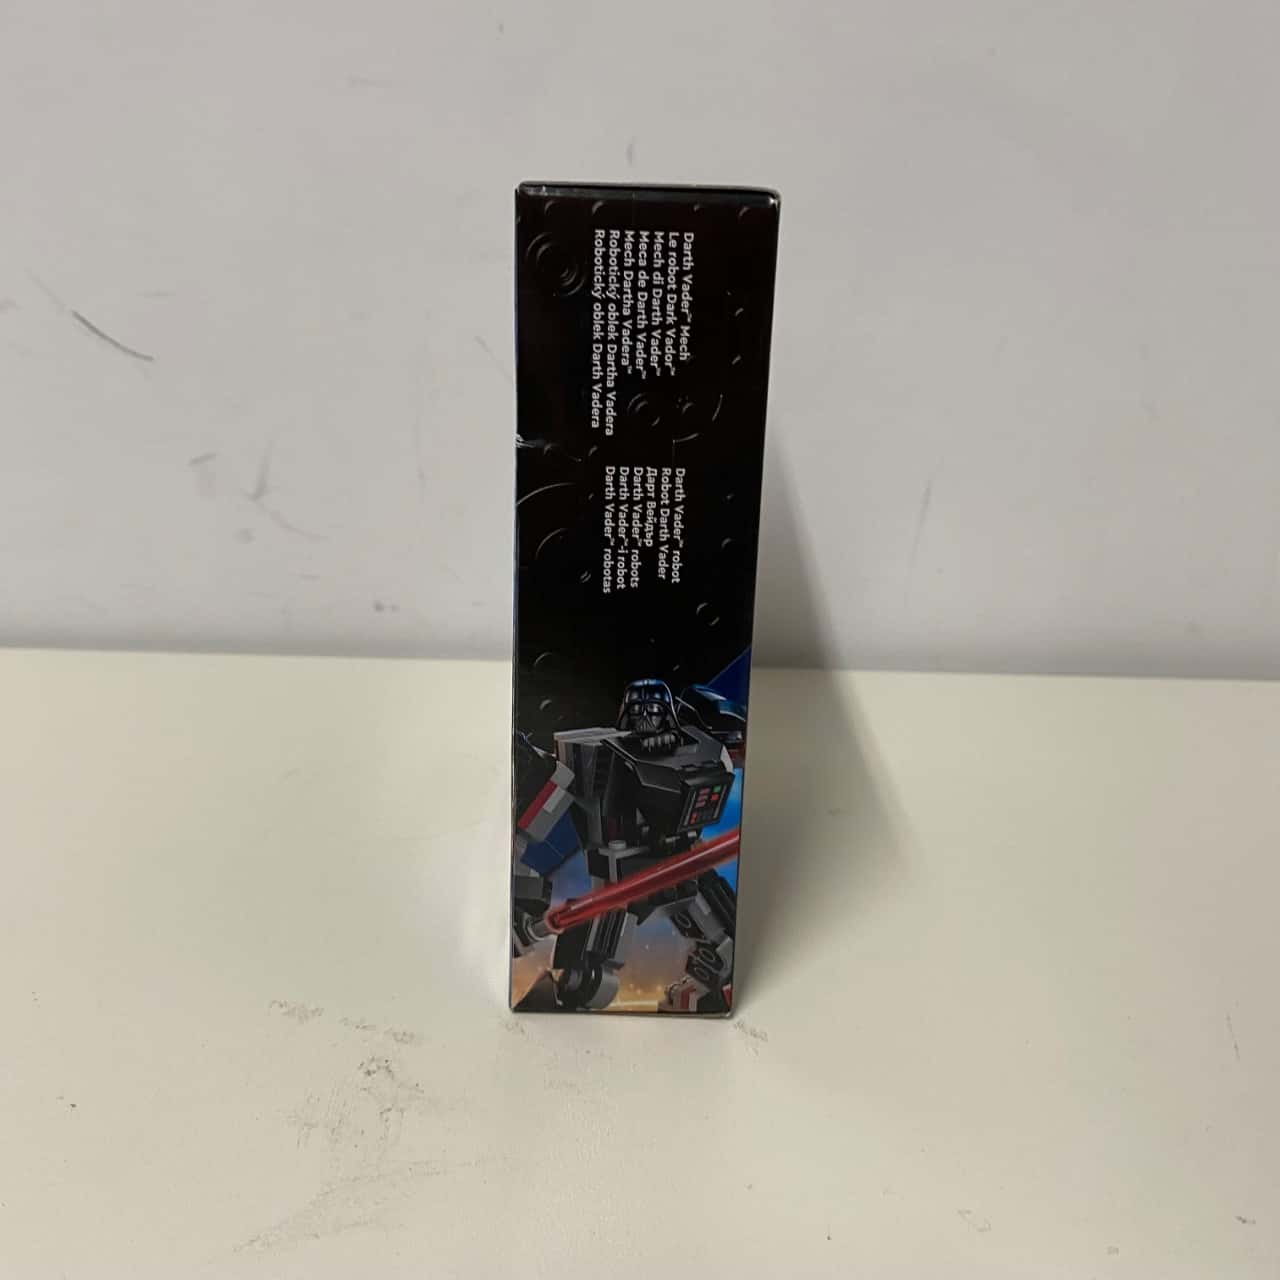 Darth Vader™ Mech
Le robot Dark Vador™
Mech di Darth Vader™
Meca de Darth Vader™
Mech Dartha Vadera™
Robotický oblek Dartha Vadera
Robotický oblek Darth Vadera
Darth Vader™ robot
Robot Darth Vader
Дарт Вейдър
Darth Vader™ robots
Darth Vader™-i robot
Darth Vader™ robotas